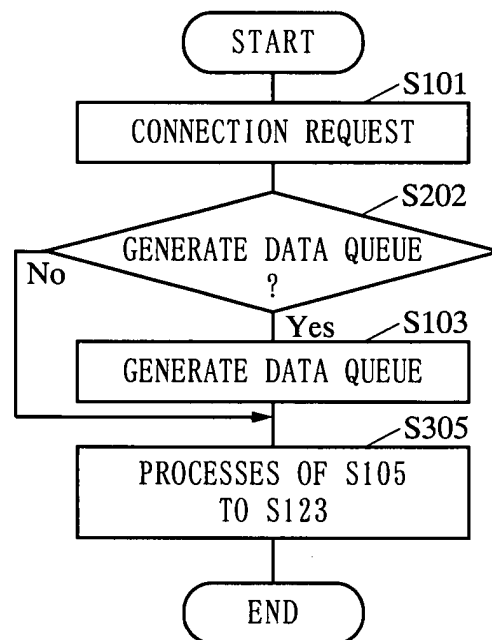 START
S101
CONNECTION REQUEST
S202
GENERATE DATA QUEUE
?
No
Yes
S103
GENERATE DATA QUEUE
S305
PROCESSES OF S105
TO S123
END